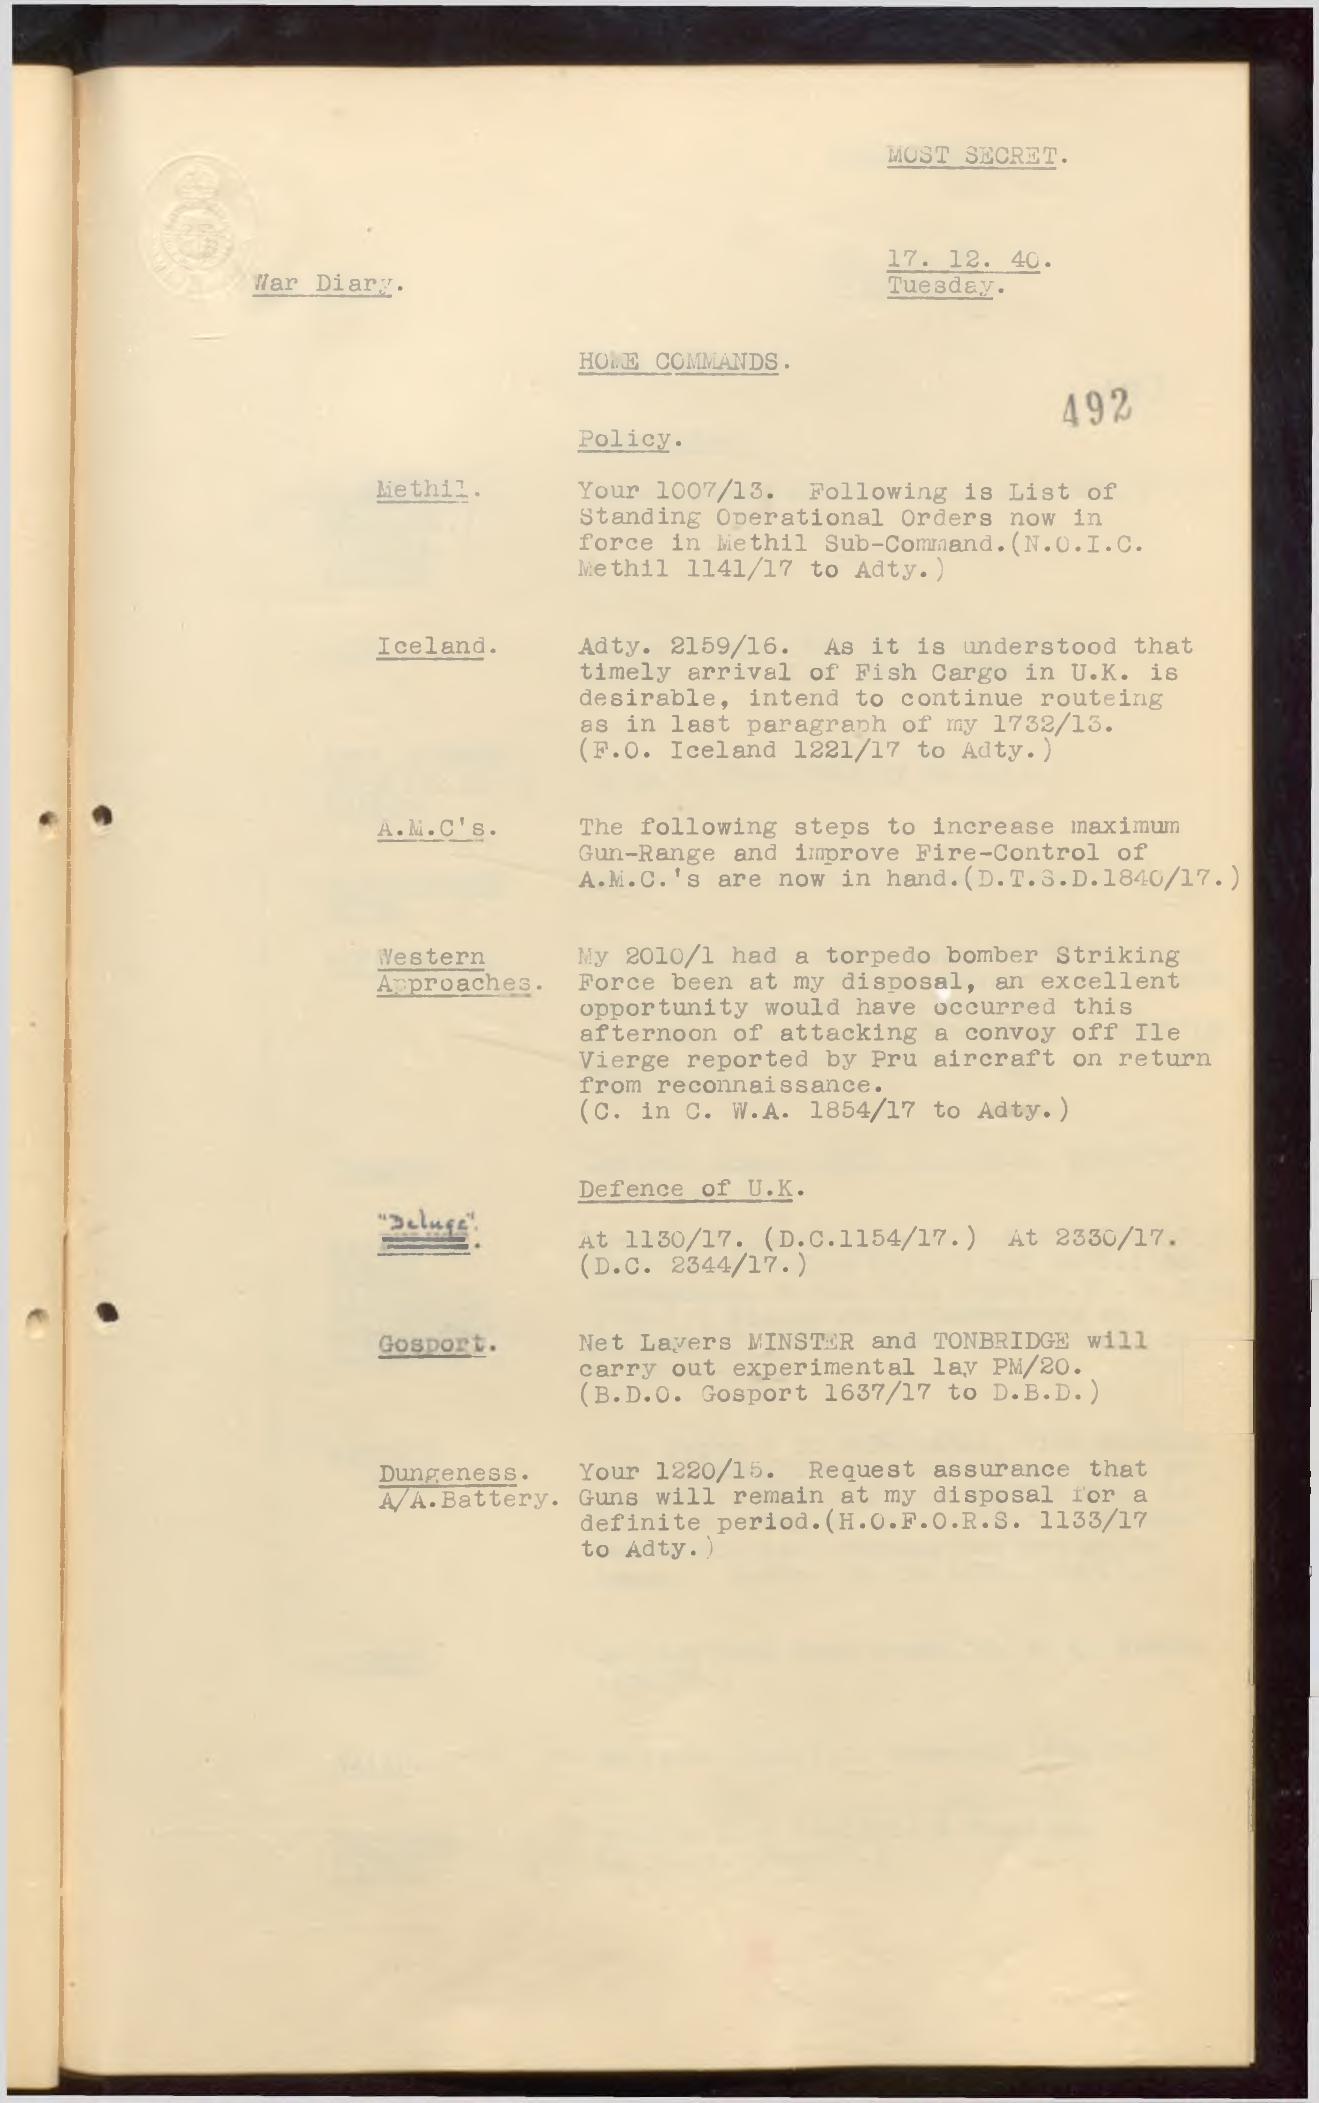 MOST SECRET.
17. 12. 40.
War Diary.
Tuesday.
HOME COMMANDS.
492
Policy.
Methil. Your 1007/13. Following is List of
Standing Operational Orders now in
force in Methil Sub-Command.(N.O.I.C.
Methil 1141/17 to Adty.)
Iceland. Adty. 2159/16. As it is understood that
timely arrival of Fish Cargo in U.K. is
desirable, intend to continue routeing
as in last paragraph of my 1732/13.
(F.O. Iceland 1221/17 to Adty.)
A.M.C's. The following steps to increase maximum
Gun-Range and improve Fire-Control of
A.M.C.'s are now in hand.(D.T.S.D.1840/17.)
Western My 2010/1 had a torpedo bomber Striking
Approaches. Force been at my disposal, an excellent
opportunity would have occurred this
afternoon of attacking a convoy off Ile
Vierge reported by Pru aircraft on return
from reconnaissance.
(C. in C. W.A. 1854/17 to Adty.)
Defence of U.K.
"Deluge". At 1130/17. (D.C.1154/17.) At 2330/17.
(D.C. 2344/17.)
Gosport. Net Layers MINSTER and TONBRIDGE will
carry out experimental lay PM/20.
(B.D.O. Gosport 1637/17 to D.B.D.)
Dungeness. Your 1220/15. Request assurance that
A/A.Battery. Guns will remain at my disposal for a
definite period.(H.O.F.O.R.S. 1133/17
to Adty.)